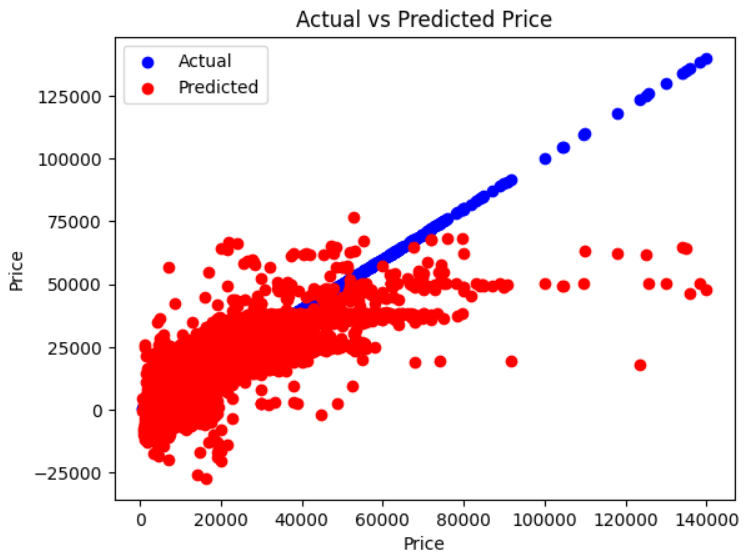 Actual vs Predicted Price
Actual
Predicted
125000
100000
75000
50000
25000
0
−25000
Price
0 20000 40000 60000 80000 100000 120000 140000
Price